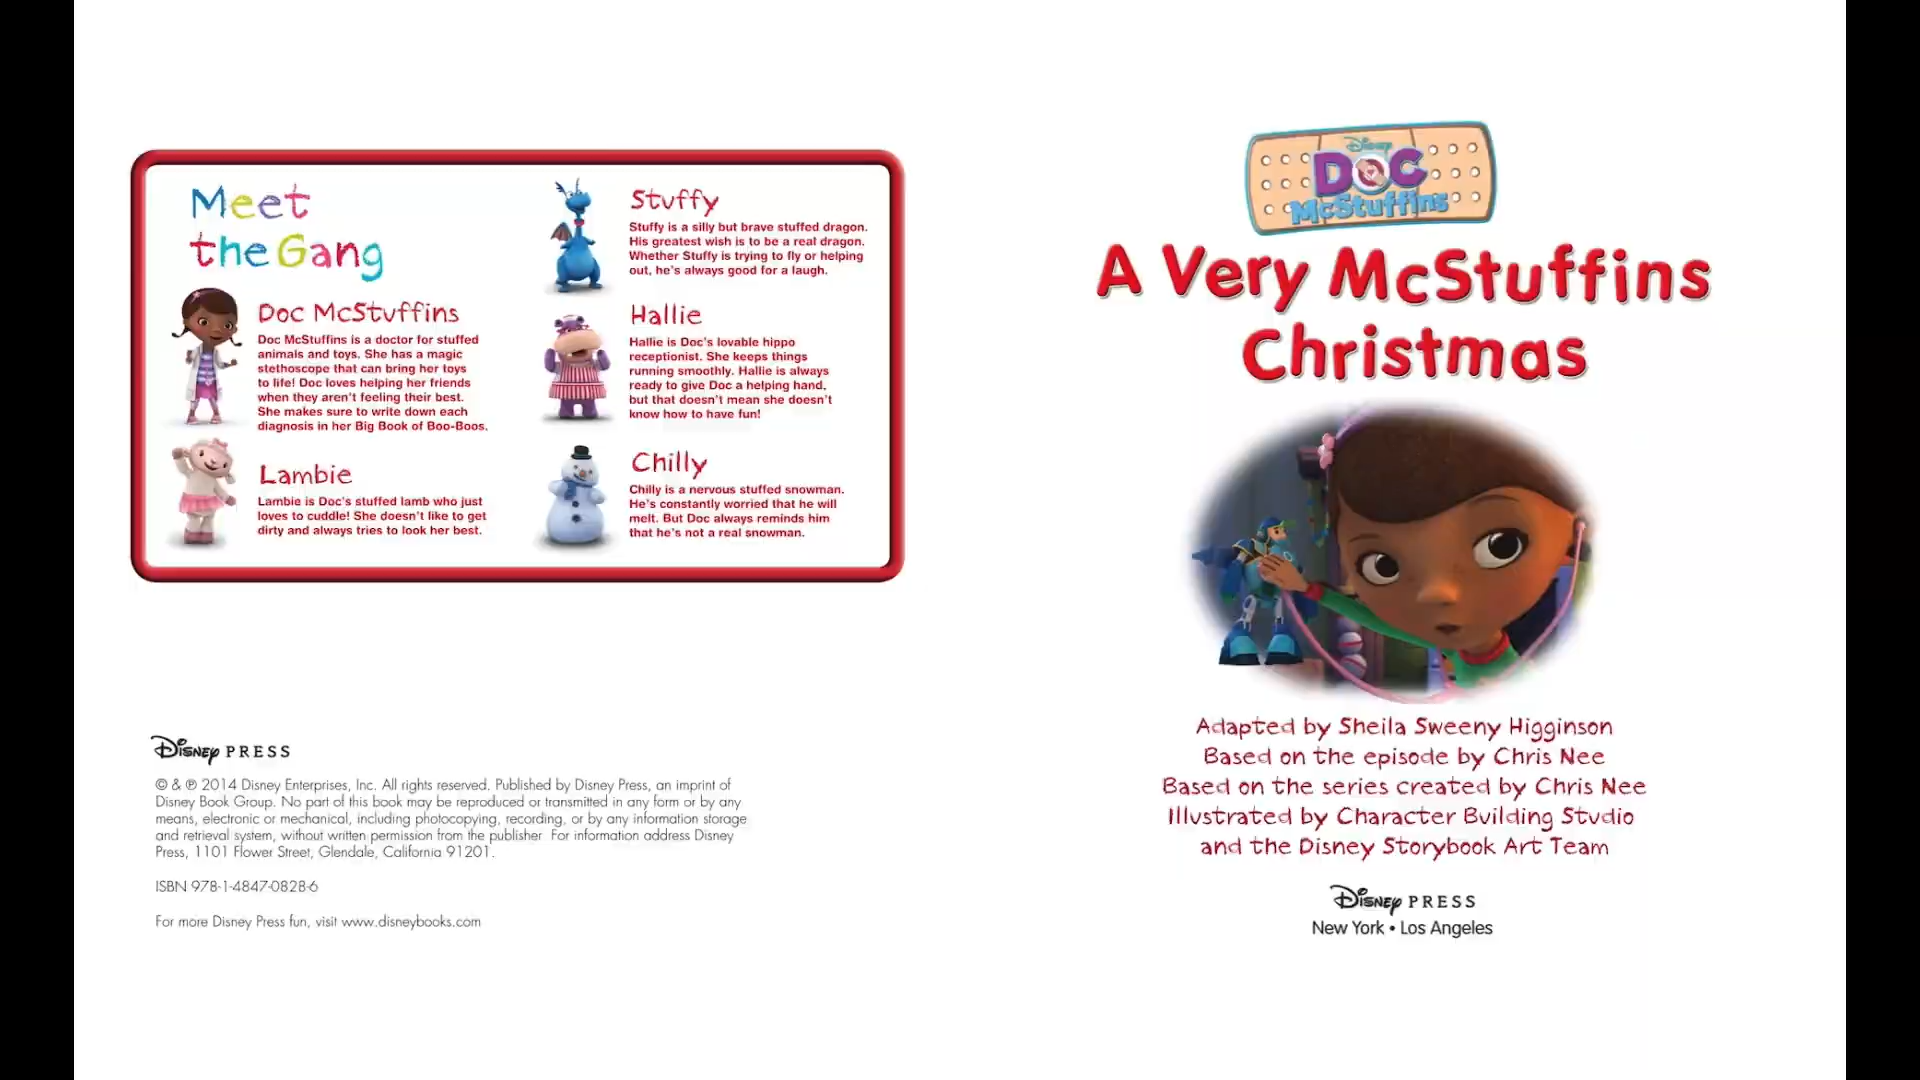 Meet
the Gang
Doc McStuffins
Doc McStuffins is a doctor for stuffed
animals and toys. She has a magic
stethoscope that can bring her toys
to life! Doc loves helping her friends
when they aren't feeling their best.
She makes sure to write down each
diagnosis in her Big Book of Boo-Boos.
Lambie
Lambie is Doc's stuffed lamb who just
loves to cuddle! She doesn't like to get
dirty and always tries to look her best.
Stuffy
Stuffy is a silly but brave stuffed dragon.
His greatest wish is to be a real dragon.
Whether Stuffy is trying to fly or helping
out, he's always good for a laugh.
Hallie
Hallie is Doc's lovable hippo
receptionist. She keeps things
running smoothly. Hallie is always
ready to give Doc a helping hand,
but that doesn't mean she doesn't
know how to have fun!
Chilly
Chilly is a nervous stuffed snowman.
He's constantly worried that he will
melt. But Doc always reminds him
that he's not a real snowman.
Disney PRESS
© & ℗ 2014 Disney Enterprises, Inc. All rights reserved. Published by Disney Press, an imprint of
Disney Book Group. No part of this book may be reproduced or transmitted in any form or by any
means, electronic or mechanical, including photocopying, recording, or by any information storage
and retrieval system, without written permission from the publisher For information address Disney
Press, 1101 Flower Street, Glendale, California 91201.
ISBN 978-1-4847-0828-6
For more Disney Press fun, visit www.disneybooks.com
Disney
DOC
McStuffins
A Very McStuffins
Christmas
Adapted by Sheila Sweeny Higginson
Based on the episode by Chris Nee
Based on the series created by Chris Nee
Illustrated by Character Building Studio
and the Disney Storybook Art Team
Disney PRESS
New York • Los Angeles